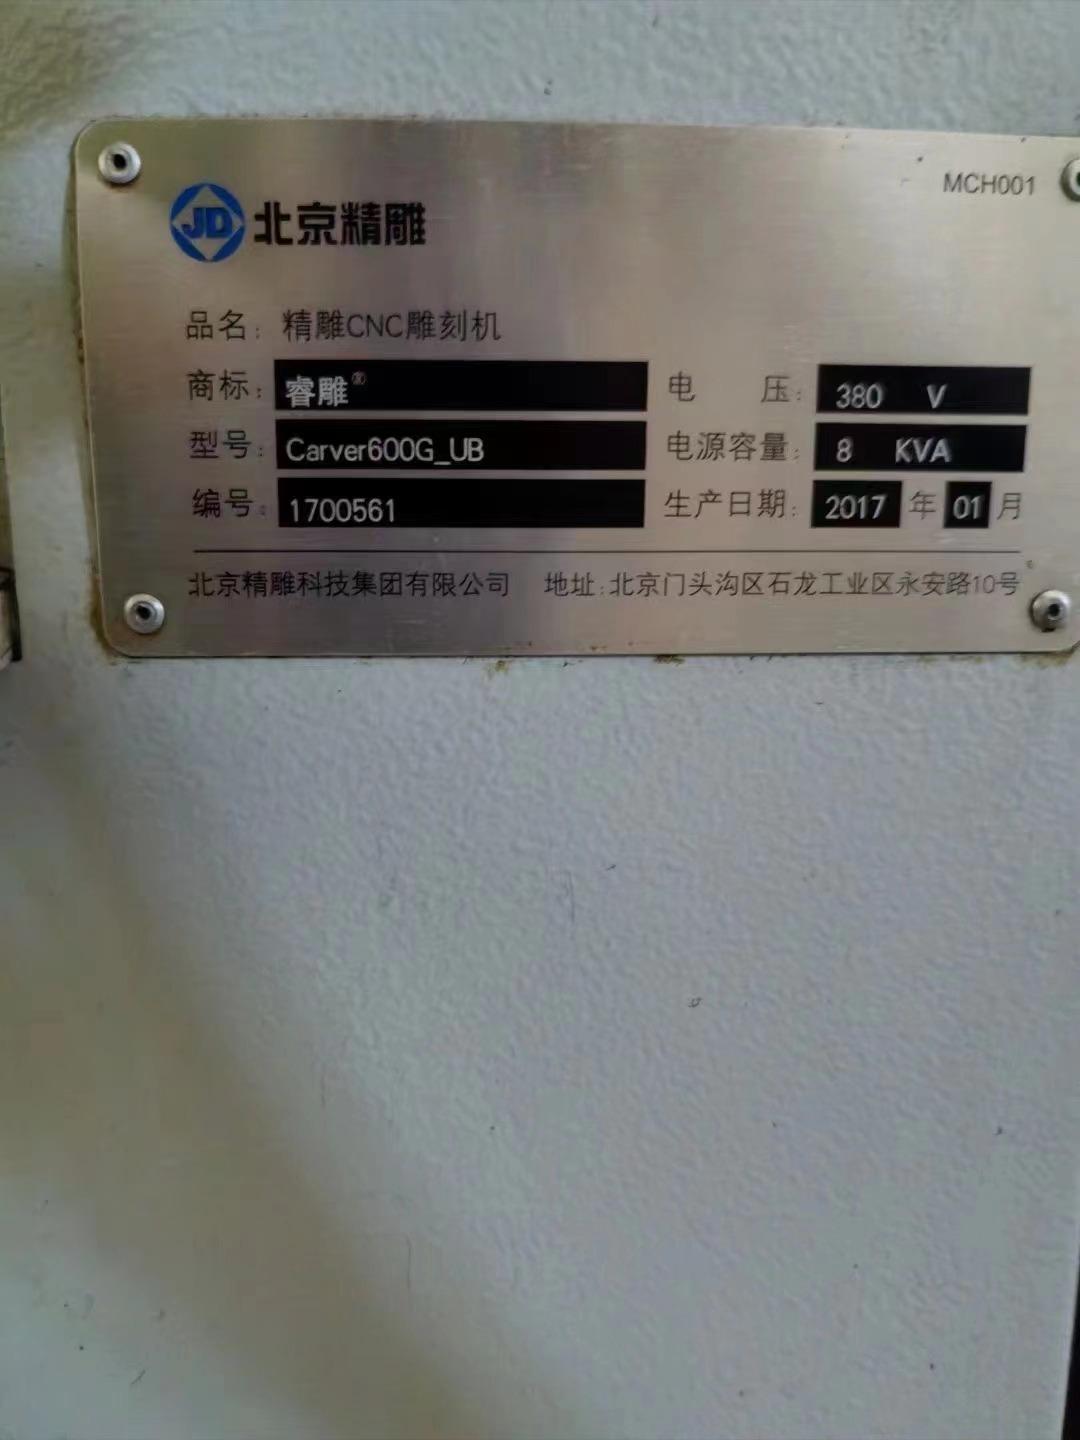 MCH001
JD 北京精雕
品名: 精雕CNC雕刻机
商标: 睿雕® 电 压: 380 V
型号: Carver600G_UB 电源容量: 8 KVA
编号: 1700561 生产日期: 2017 年 01 月
北京精雕科技集团有限公司 地址:北京门头沟区石龙工业区永安路10号